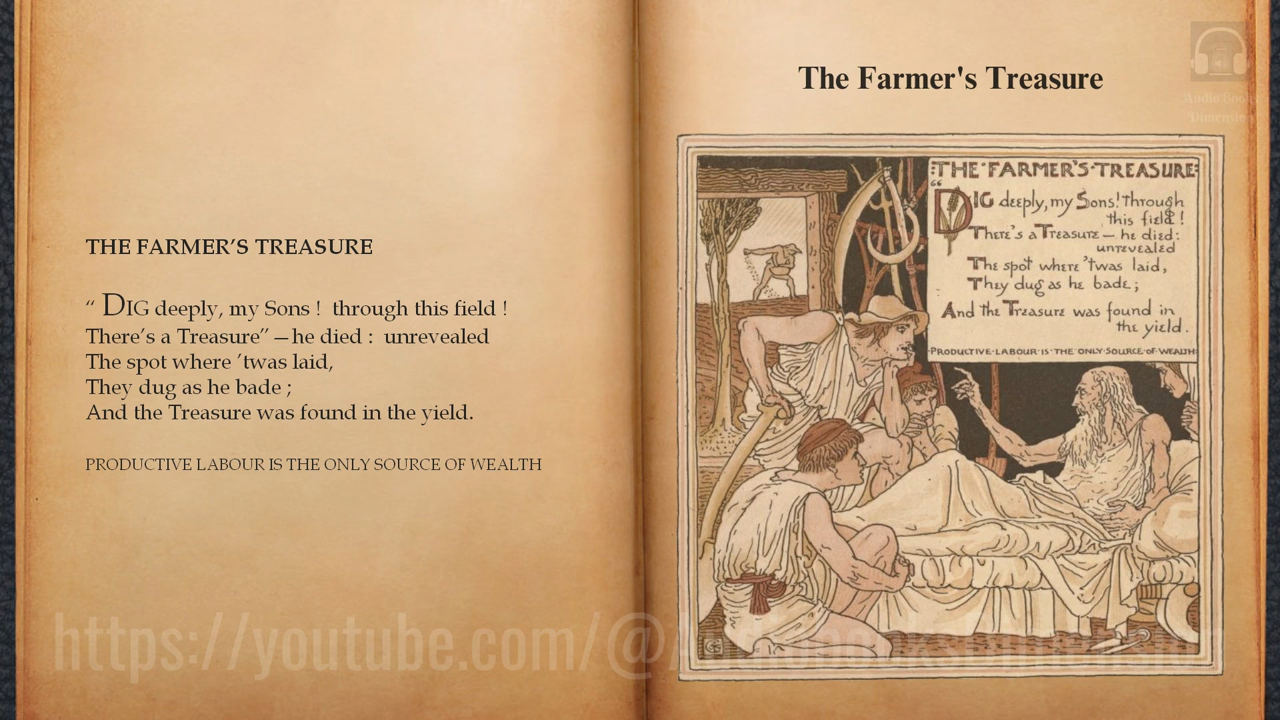 THE FARMER’S TREASURE
“ DIG deeply, my Sons ! through this field !
There’s a Treasure” — he died : unrevealed
The spot where ’twas laid,
They dug as he bade ;
And the Treasure was found in the yield.
PRODUCTIVE LABOUR IS THE ONLY SOURCE OF WEALTH
The Farmer's Treasure
Audio Books
Dimension
:THE·FARMER'S·TREASURE:
“DIG deeply, my Sons! through
this field!
There's a Treasure — he died:
unrevealed
The spot where 'twas laid,
They dug as he bade;
And the Treasure was found in
the yield.
PRODUCTIVE·LABOUR·IS·THE·ONLY·SOURCE·OF·WEALTH
https://youtube.com/@AudiobooksDimension